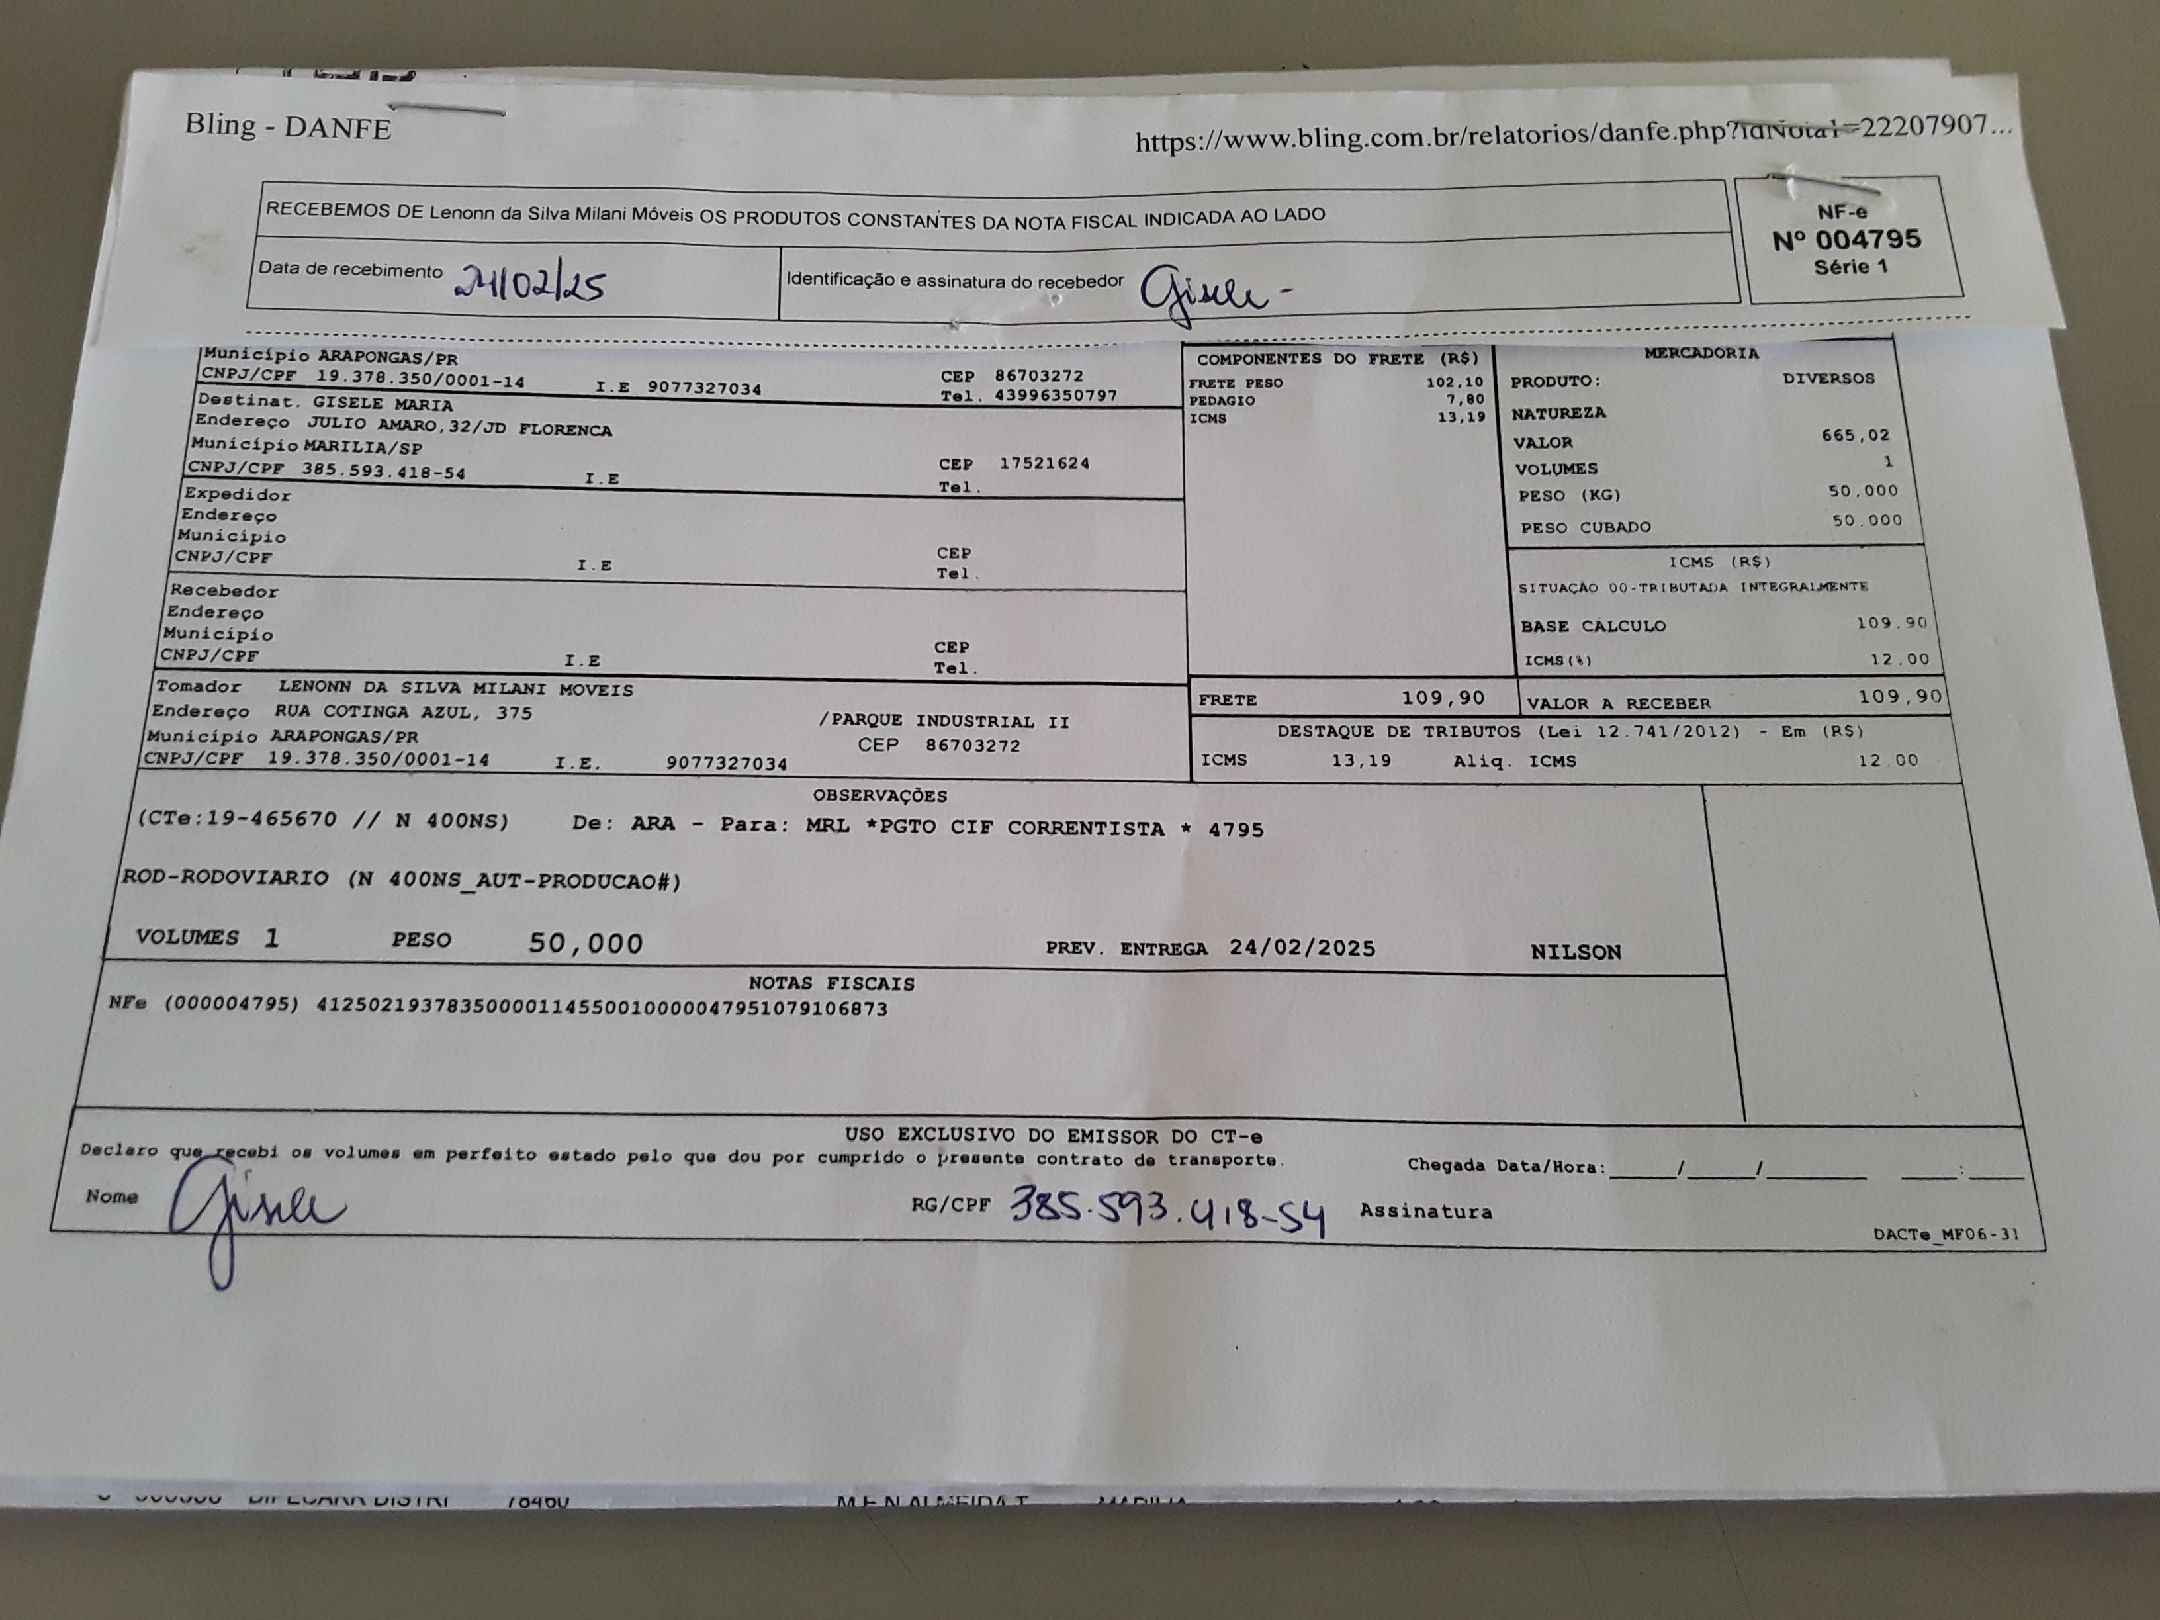 Bling - DANFE
https://www.bling.com.br/relatorios/danfe.php?idNota1=22207907...
RECEBEMOS DE Lenonn da Silva Milani Móveis OS PRODUTOS CONSTANTES DA NOTA FISCAL INDICADA AO LADO
Data de recebimento 24/02/25
Identificação e assinatura do recebedor Gisele -
NF-e
Nº 004795
Série 1
Município ARAPONGAS/PR
CNPJ/CPF 19.378.350/0001-14 I.E 9077327034
CEP 86703272
Tel. 43996350797
Destinat. GISELE MARIA
Endereço JULIO AMARO,32/JD FLORENCA
Município MARILIA/SP
CNPJ/CPF 385.593.418-54 I.E
CEP 17521624
Tel.
Expedidor
Endereço
Município
CNPJ/CPF I.E
CEP
Tel.
Recebedor
Endereço
Município
CNPJ/CPF I.E
CEP
Tel.
Tomador LENONN DA SILVA MILANI MOVEIS
Endereço RUA COTINGA AZUL, 375 /PARQUE INDUSTRIAL II
Município ARAPONGAS/PR CEP 86703272
CNPJ/CPF 19.378.350/0001-14 I.E. 9077327034
COMPONENTES DO FRETE (R$)
FRETE PESO 102,10
PEDAGIO 7,80
ICMS 13,19
MERCADORIA
PRODUTO: DIVERSOS
NATUREZA
VALOR 665,02
VOLUMES 1
PESO (KG) 50,000
PESO CUBADO 50,000
ICMS (R$)
SITUAÇÃO 00-TRIBUTADA INTEGRALMENTE
BASE CÁLCULO 109,90
ICMS(%) 12,00
FRETE 109,90
VALOR A RECEBER 109,90
DESTAQUE DE TRIBUTOS (Lei 12.741/2012) - Em (R$)
ICMS 13,19 Aliq. ICMS 12,00
OBSERVAÇÕES
(CTe:19-465670 // N 400NS) De: ARA - Para: MRL *PGTO CIF CORRENTISTA * 4795
ROD-RODOVIARIO (N 400NS_AUT-PRODUCAO#)
VOLUMES 1 PESO 50,000 PREV. ENTREGA 24/02/2025 NILSON
NOTAS FISCAIS
NFe (000004795) 41250219378350000114550010000047951079106873
USO EXCLUSIVO DO EMISSOR DO CT-e
Declaro que recebi os volumes em perfeito estado pelo que dou por cumprido o presente contrato de transporte.
Chegada Data/Hora:_____/_____/_______ ____:____
Nome Gisele RG/CPF 385.593.418-54 Assinatura
DACTe_MF06-31